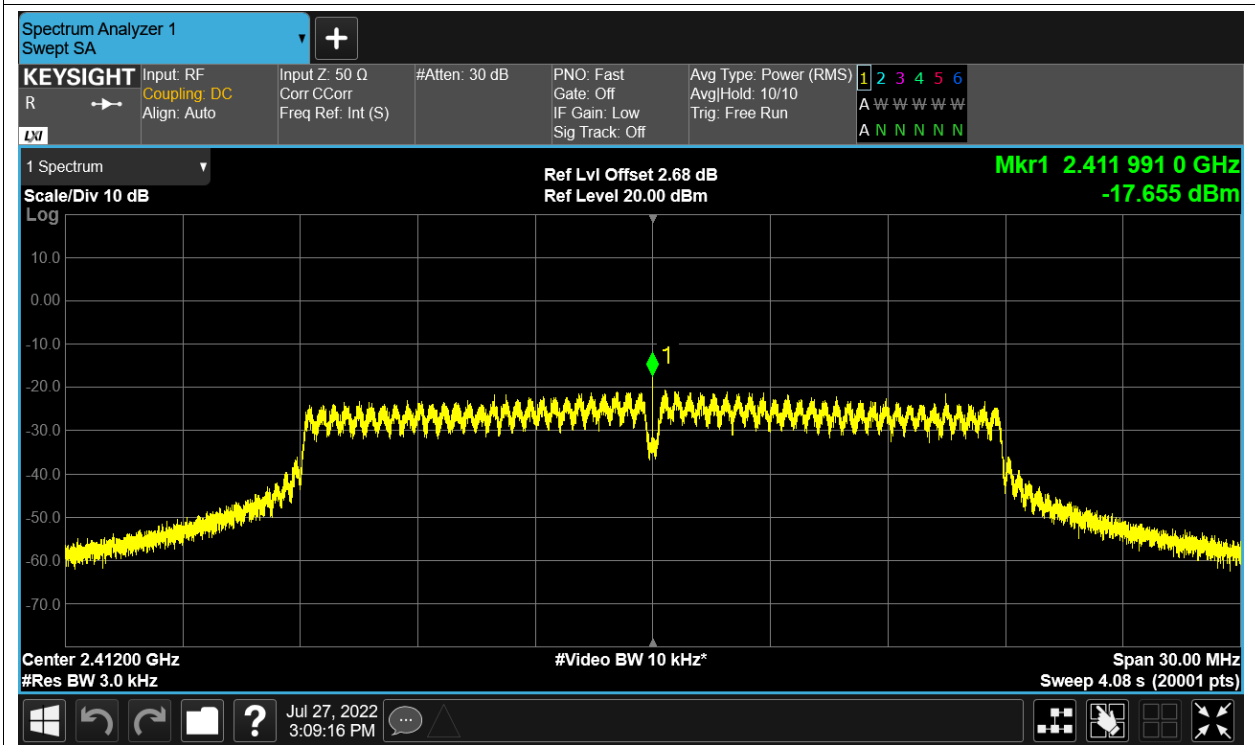 Spectrum Analyzer 1
Swept SA
KEYSIGHT
R
LXI
Input: RF
Coupling: DC
Align: Auto
Input Z: 50 Ω
Corr CCorr
Freq Ref: Int (S)
#Atten: 30 dB
PNO: Fast
Gate: Off
IF Gain: Low
Sig Track: Off
Avg Type: Power (RMS)
Avg|Hold: 10/10
Trig: Free Run
1 2 3 4 5 6
A W W W W W
A N N N N N
1 Spectrum
Scale/Div 10 dB
Log
Ref Lvl Offset 2.68 dB
Ref Level 20.00 dBm
Mkr1 2.411 991 0 GHz
-17.655 dBm
10.0
0.00
-10.0
1
-20.0
-30.0
-40.0
-50.0
-60.0
-70.0
Center 2.41200 GHz
#Res BW 3.0 kHz
#Video BW 10 kHz*
Span 30.00 MHz
Sweep 4.08 s (20001 pts)
?
Jul 27, 2022
3:09:16 PM